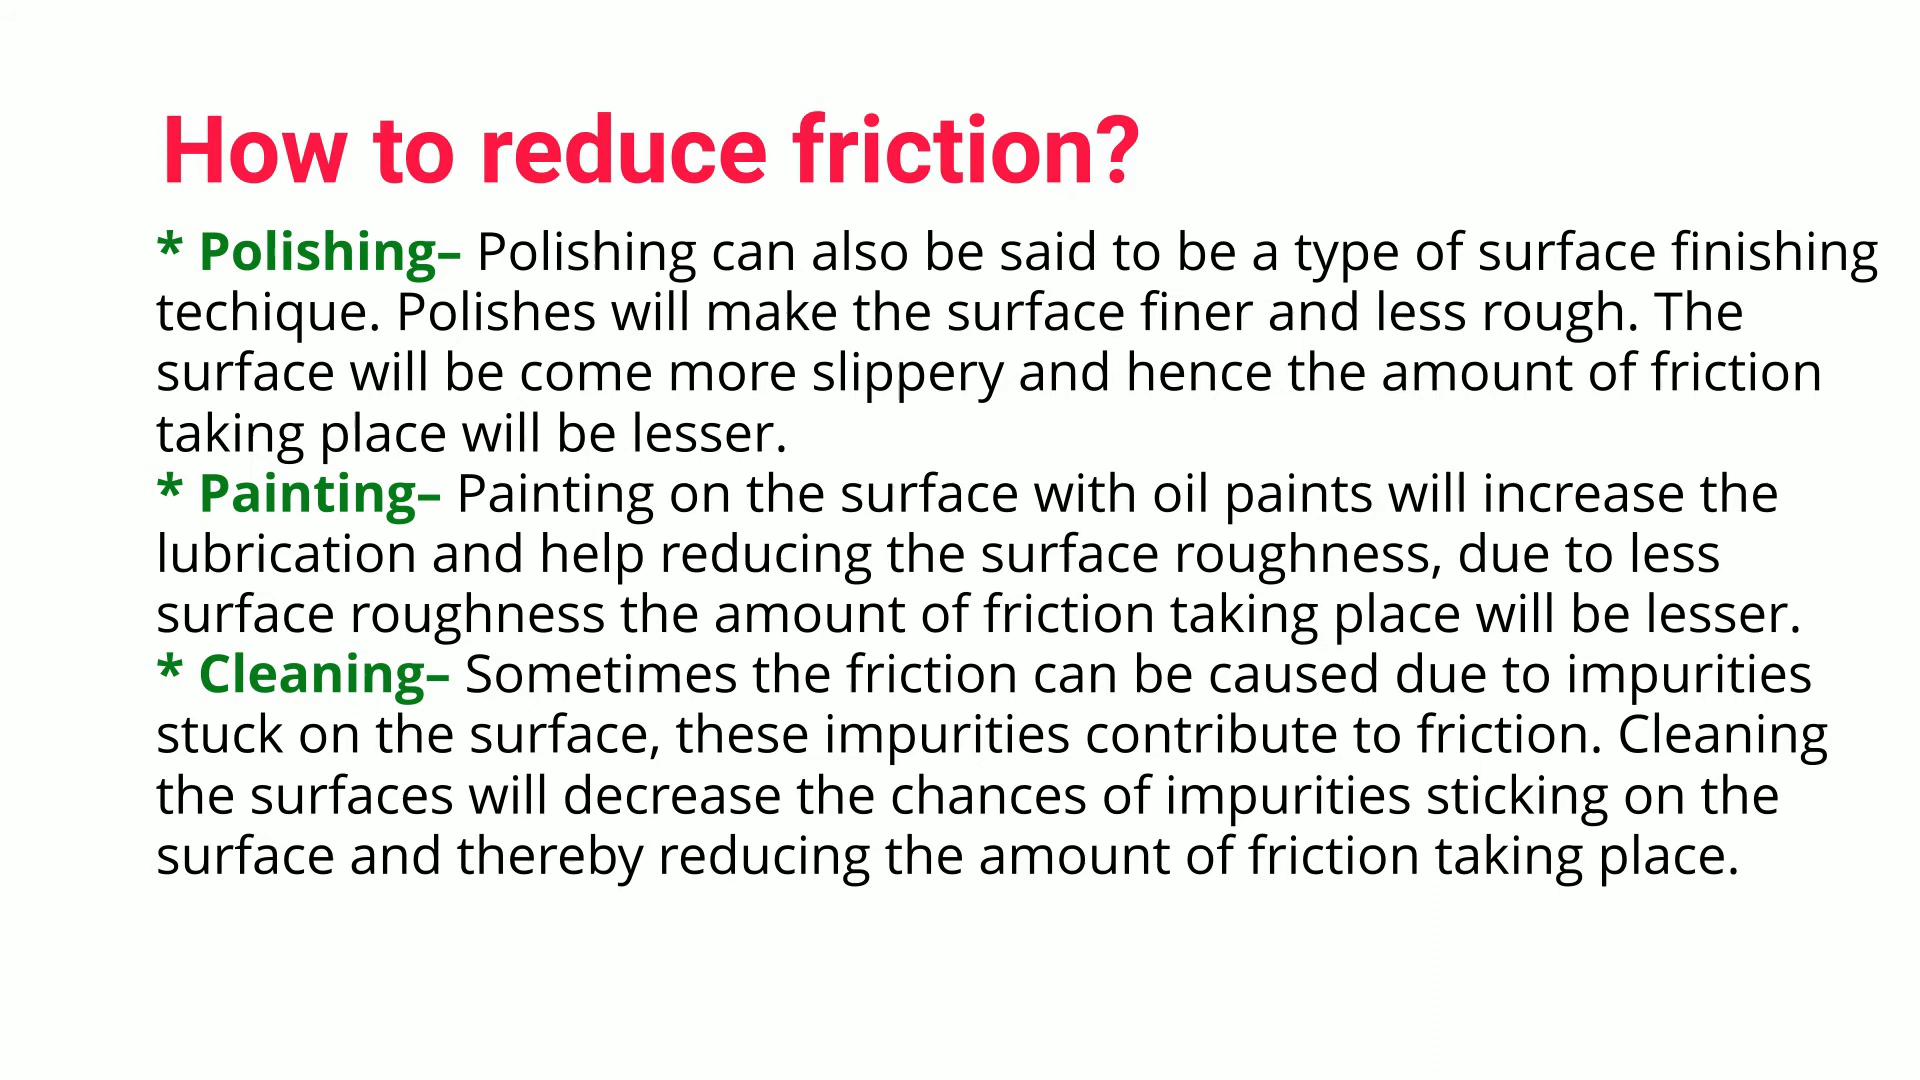 How to reduce friction?
* Polishing– Polishing can also be said to be a type of surface finishing
techique. Polishes will make the surface finer and less rough. The
surface will be come more slippery and hence the amount of friction
taking place will be lesser.
* Painting– Painting on the surface with oil paints will increase the
lubrication and help reducing the surface roughness, due to less
surface roughness the amount of friction taking place will be lesser.
* Cleaning– Sometimes the friction can be caused due to impurities
stuck on the surface, these impurities contribute to friction. Cleaning
the surfaces will decrease the chances of impurities sticking on the
surface and thereby reducing the amount of friction taking place.